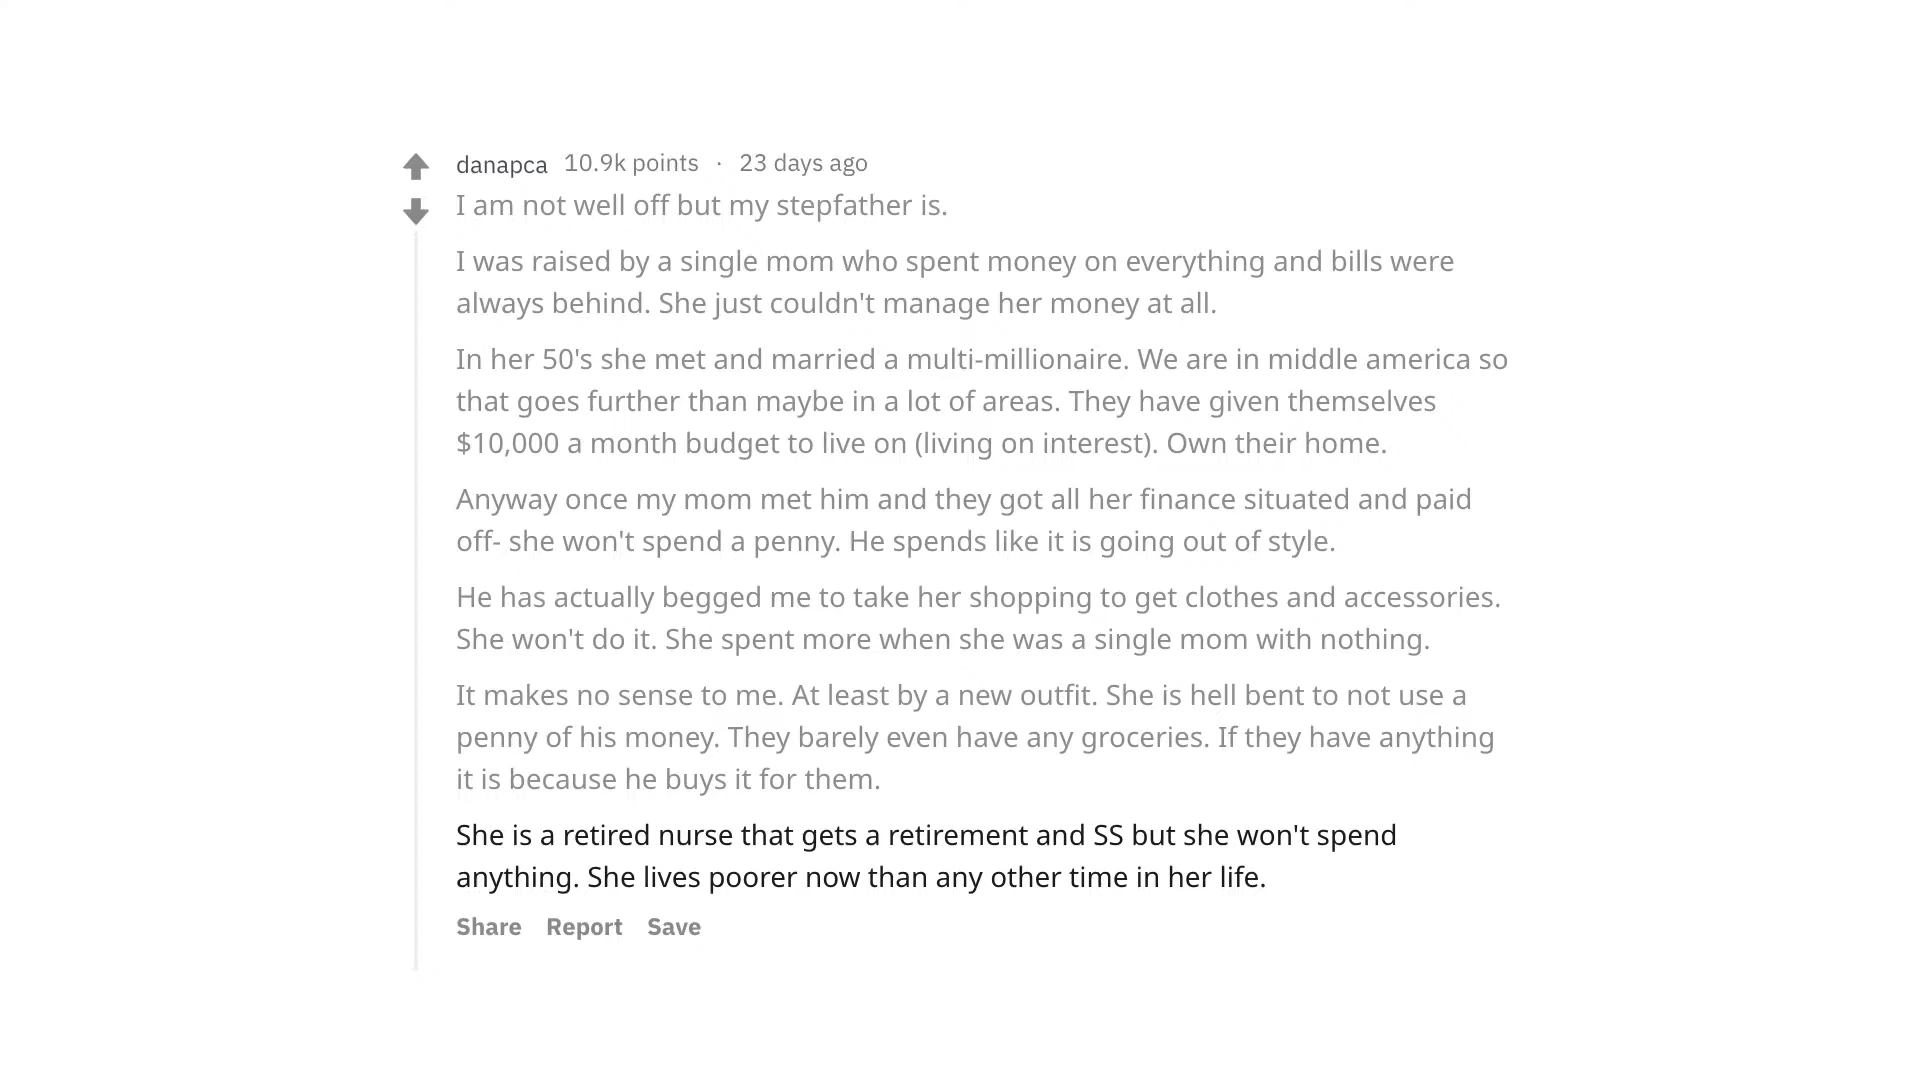 danapca 10.9k points · 23 days ago
I am not well off but my stepfather is.
I was raised by a single mom who spent money on everything and bills were
always behind. She just couldn't manage her money at all.
In her 50's she met and married a multi-millionaire. We are in middle america so
that goes further than maybe in a lot of areas. They have given themselves
$10,000 a month budget to live on (living on interest). Own their home.
Anyway once my mom met him and they got all her finance situated and paid
off- she won't spend a penny. He spends like it is going out of style.
He has actually begged me to take her shopping to get clothes and accessories.
She won't do it. She spent more when she was a single mom with nothing.
It makes no sense to me. At least by a new outfit. She is hell bent to not use a
penny of his money. They barely even have any groceries. If they have anything
it is because he buys it for them.
She is a retired nurse that gets a retirement and SS but she won't spend
anything. She lives poorer now than any other time in her life.
Share Report Save